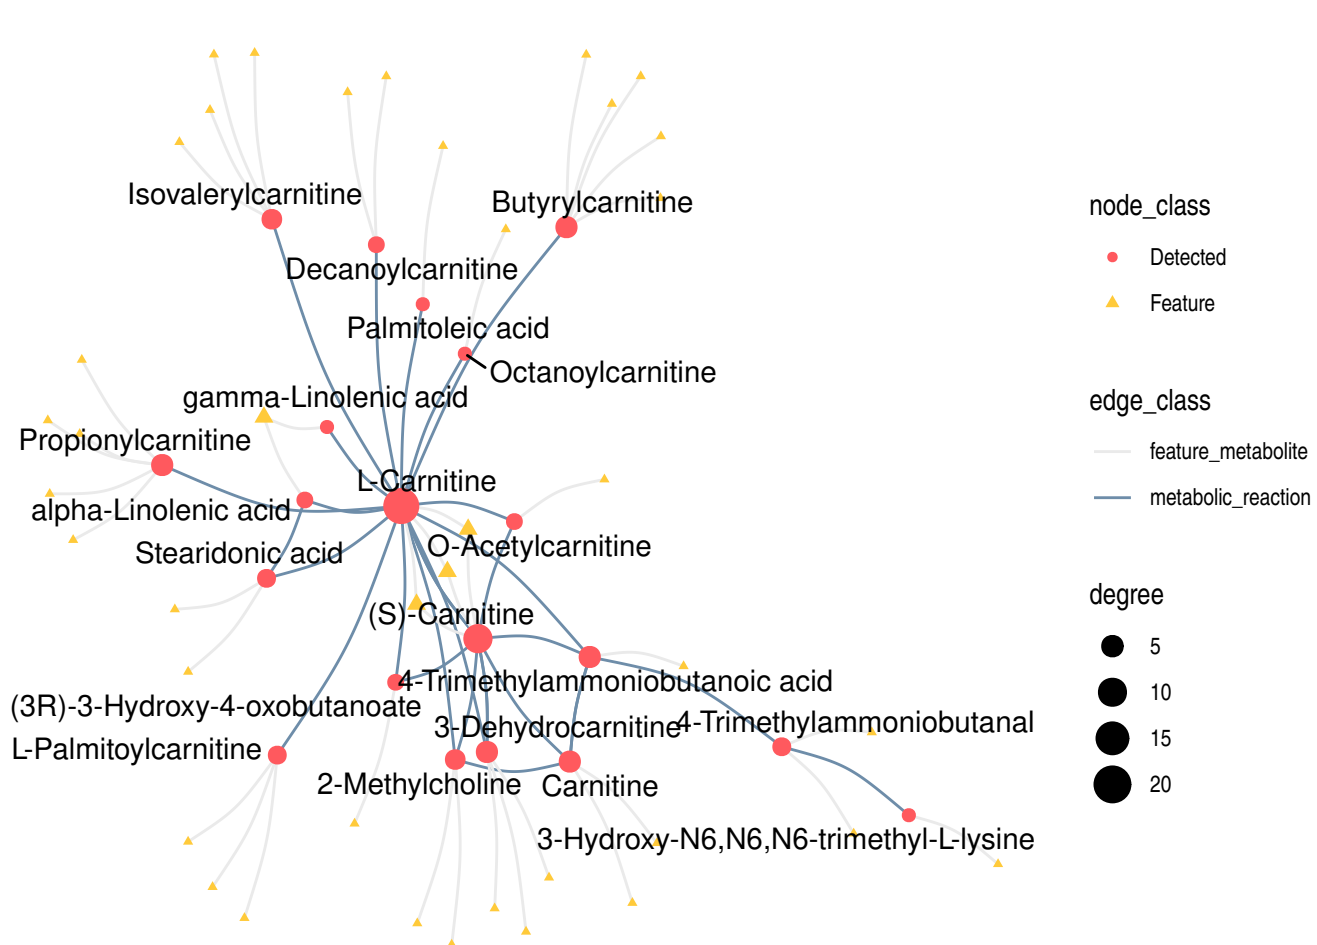 Isovalerylcarnitine
Butyrylcarnitine
Decanoylcarnitine
Palmitoleic acid
Octanoylcarnitine
gamma-Linolenic acid
Propionylcarnitine
L-Carnitine
alpha-Linolenic acid
O-Acetylcarnitine
Stearidonic acid
(S)-Carnitine
4-Trimethylammoniobutanoic acid
(3R)-3-Hydroxy-4-oxobutanoate
3-Dehydrocarnitine
4-Trimethylammoniobutanal
L-Palmitoylcarnitine
2-Methylcholine
Carnitine
3-Hydroxy-N6,N6,N6-trimethyl-L-lysine
node_class
Detected
Feature
edge_class
feature_metabolite
metabolic_reaction
degree
5
10
15
20